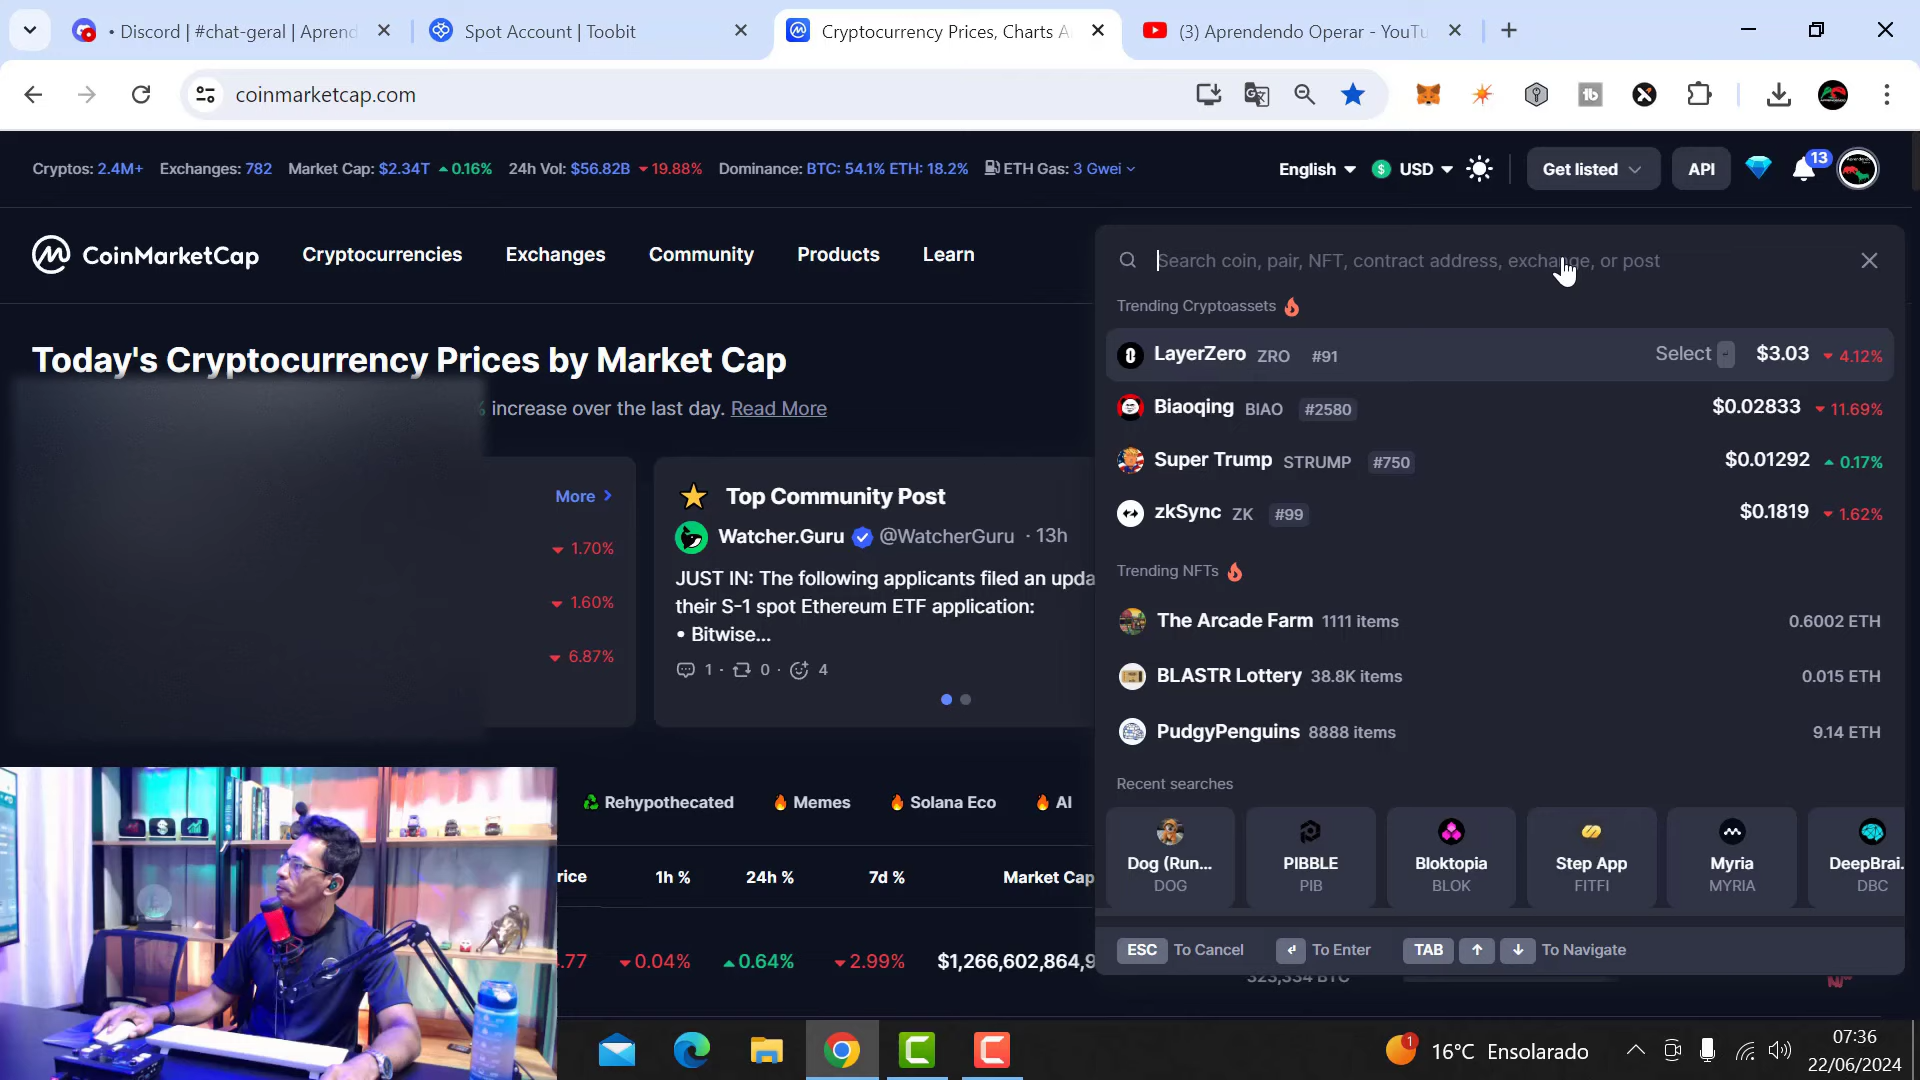 • Discord | #chat-geral | Aprend
Spot Account | Toobit
Cryptocurrency Prices, Charts A
(3) Aprendendo Operar - YouTu
coinmarketcap.com
Cryptos: 2.4M+ Exchanges: 782 Market Cap: $2.34T 0.16% 24h Vol: $56.82B 19.88% Dominance: BTC: 54.1% ETH: 18.2% ETH Gas: 3 Gwei
English USD Get listed API 13
CoinMarketCap Cryptocurrencies Exchanges Community Products Learn
Search coin, pair, NFT, contract address, exchange, or post
Trending Cryptoassets
LayerZero ZRO #91 Select $3.03 4.12%
Biaoqing BIAO #2580 $0.02833 11.69%
Super Trump STRUMP #750 $0.01292 0.17%
zkSync ZK #99 $0.1819 1.62%
Trending NFTs
The Arcade Farm 1111 items 0.6002 ETH
BLASTR Lottery 38.8K items 0.015 ETH
PudgyPenguins 8888 items 9.14 ETH
Recent searches
Dog (Run... PIBBLE Bloktopia Step App Myria DeepBrai.
DOG PIB BLOK FITFI MYRIA DBC
ESC To Cancel To Enter TAB To Navigate
Today's Cryptocurrency Prices by Market Cap
increase over the last day. Read More
More
1.70%
1.60%
6.87%
Top Community Post
Watcher.Guru @WatcherGuru · 13h
JUST IN: The following applicants filed an upda
their S-1 spot Ethereum ETF application:
• Bitwise...
1 · 0 · 4
Rehypothecated Memes Solana Eco AI
rice 1h % 24h % 7d % Market Cap
.77 0.04% 0.64% 2.99% $1,266,602,864,9
323,334 BTC
1
16°C Ensolarado
07:36
22/06/2024